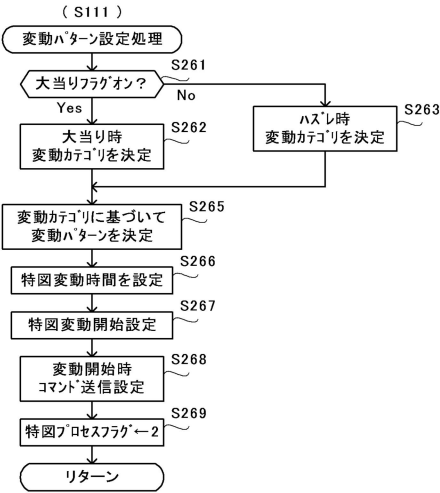 ( S111 )
変動パターン設定処理
S261
大当りフラグオン？
No
Yes
S262
大当り時
変動カテゴリを決定
S263
ハズレ時
変動カテゴリを決定
S265
変動カテゴリに基づいて
変動パターンを決定
S266
特図変動時間を設定
S267
特図変動開始設定
S268
変動開始時
コマンド送信設定
S269
特図プロセスフラグ←2
リターン